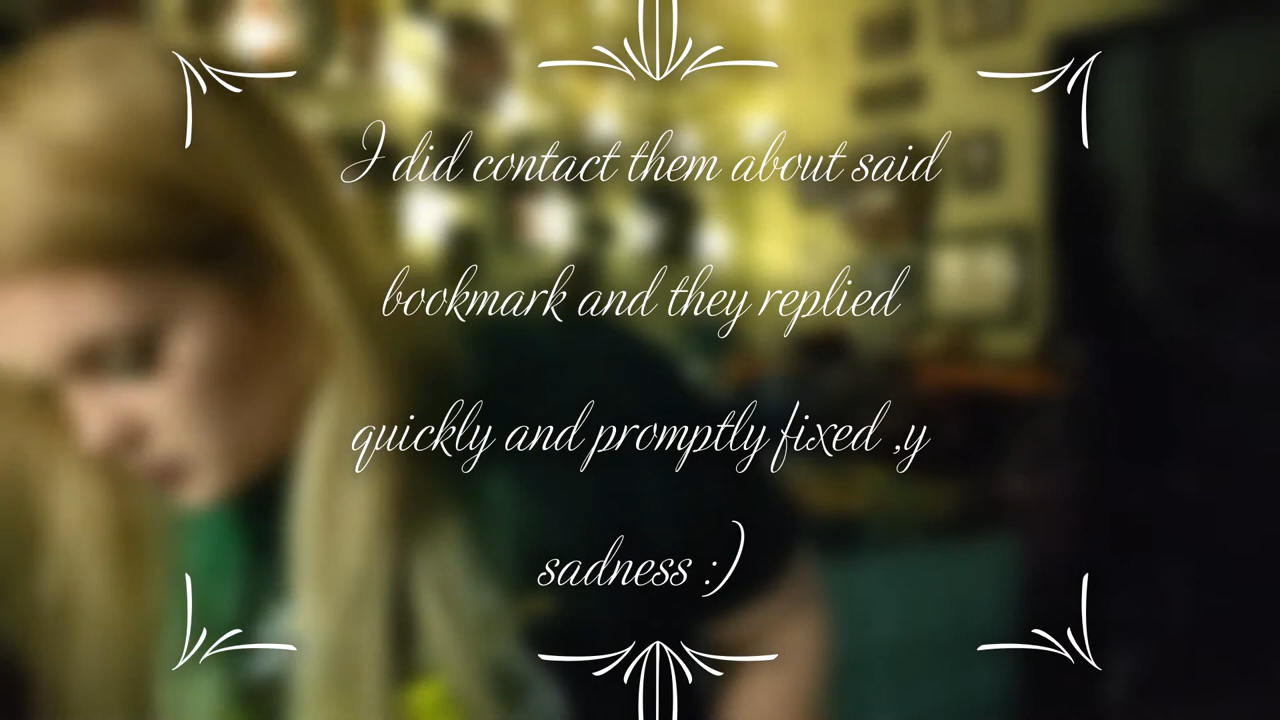 I did contact them about said
bookmark and they replied
quickly and promptly fixed ,y
sadness :)